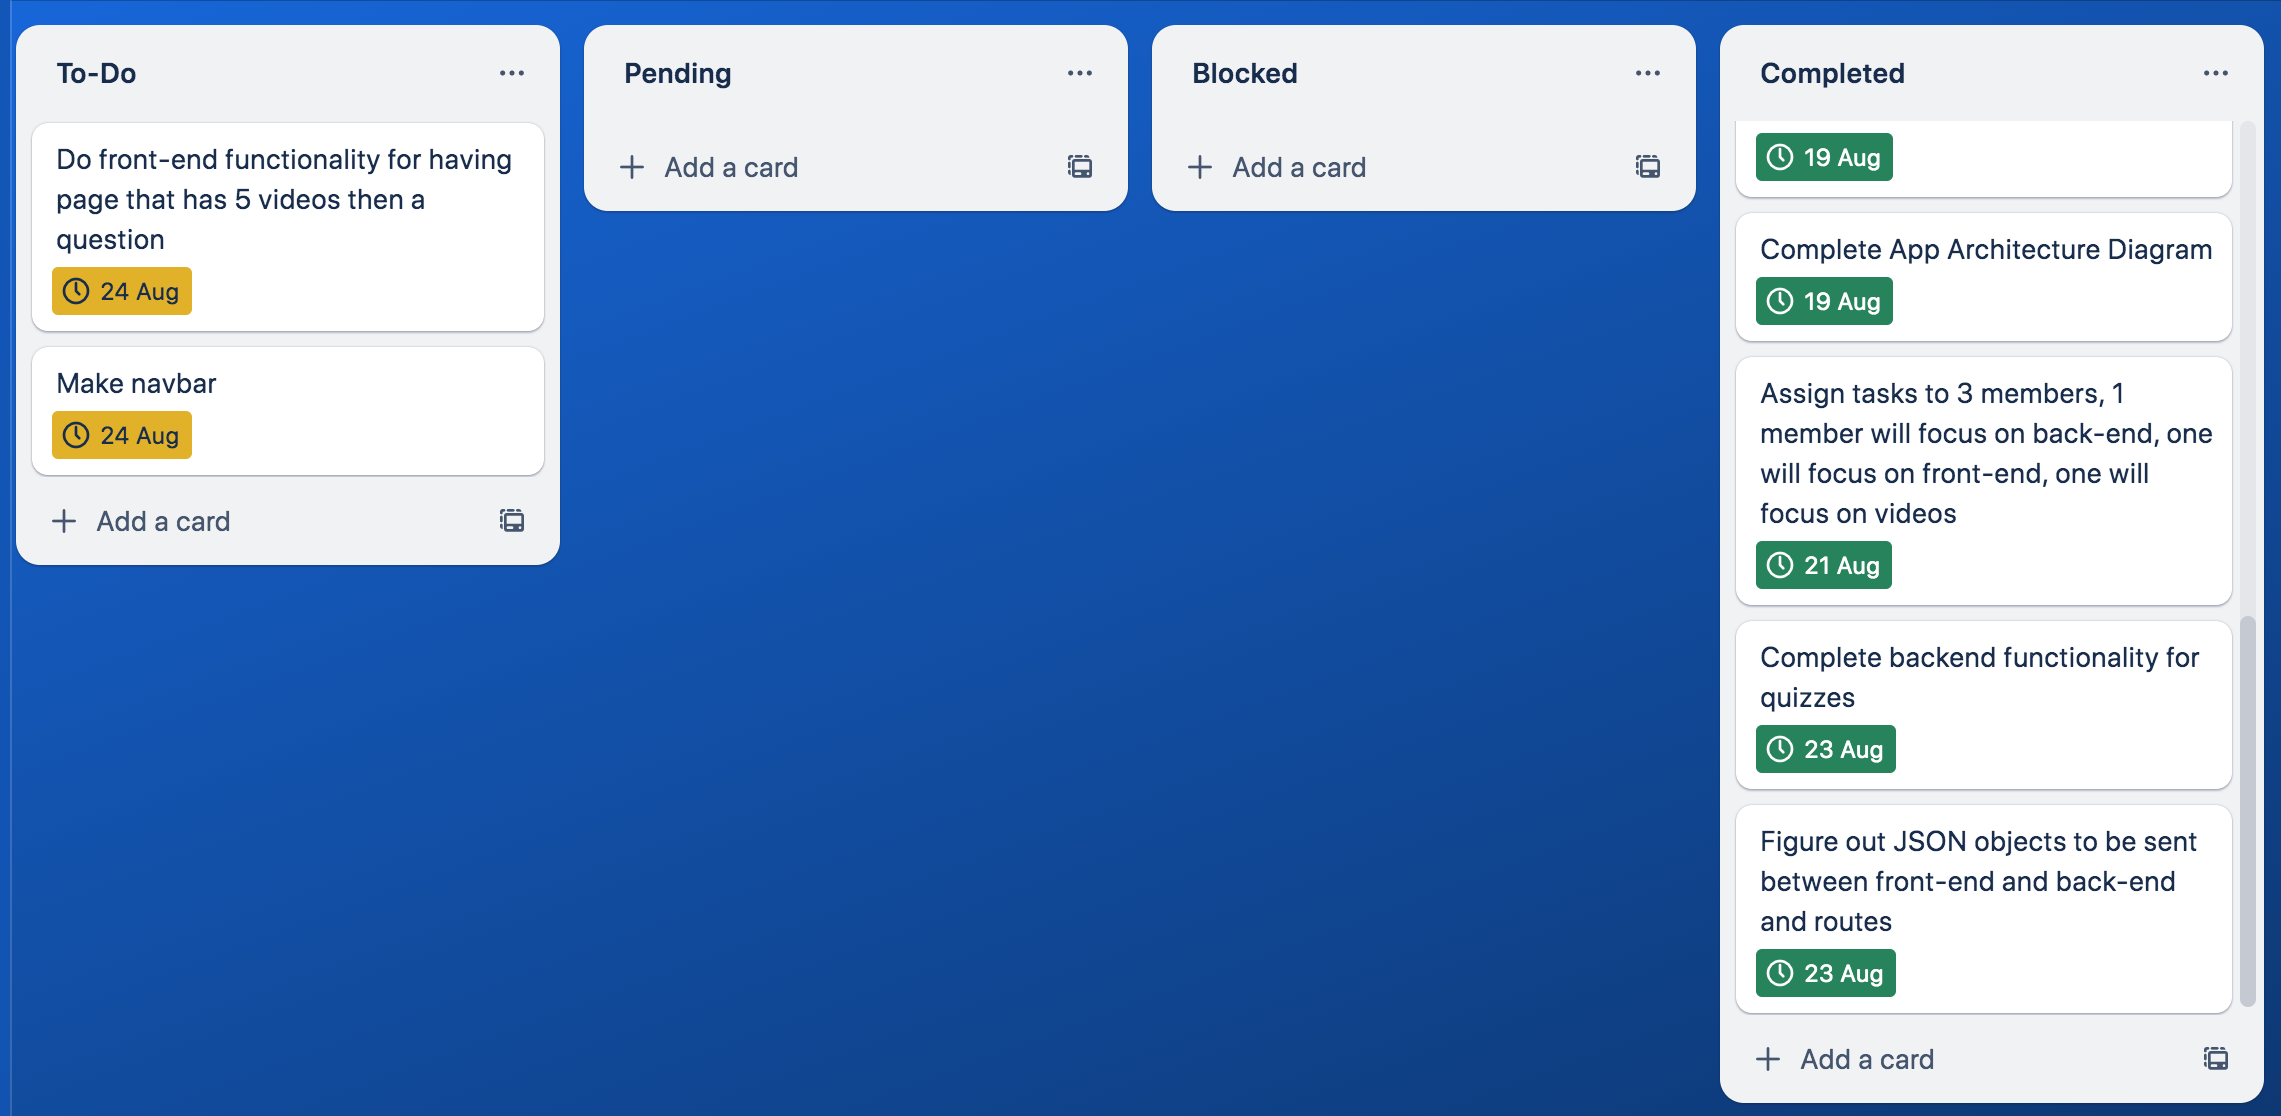 To-Do
Do front-end functionality for having
page that has 5 videos then a
question
24 Aug
Make navbar
24 Aug
Add a card
Pending
Add a card
Blocked
Add a card
Completed
19 Aug
Complete App Architecture Diagram
19 Aug
Assign tasks to 3 members, 1
member will focus on back-end, one
will focus on front-end, one will
focus on videos
21 Aug
Complete backend functionality for
quizzes
23 Aug
Figure out JSON objects to be sent
between front-end and back-end
and routes
23 Aug
Add a card